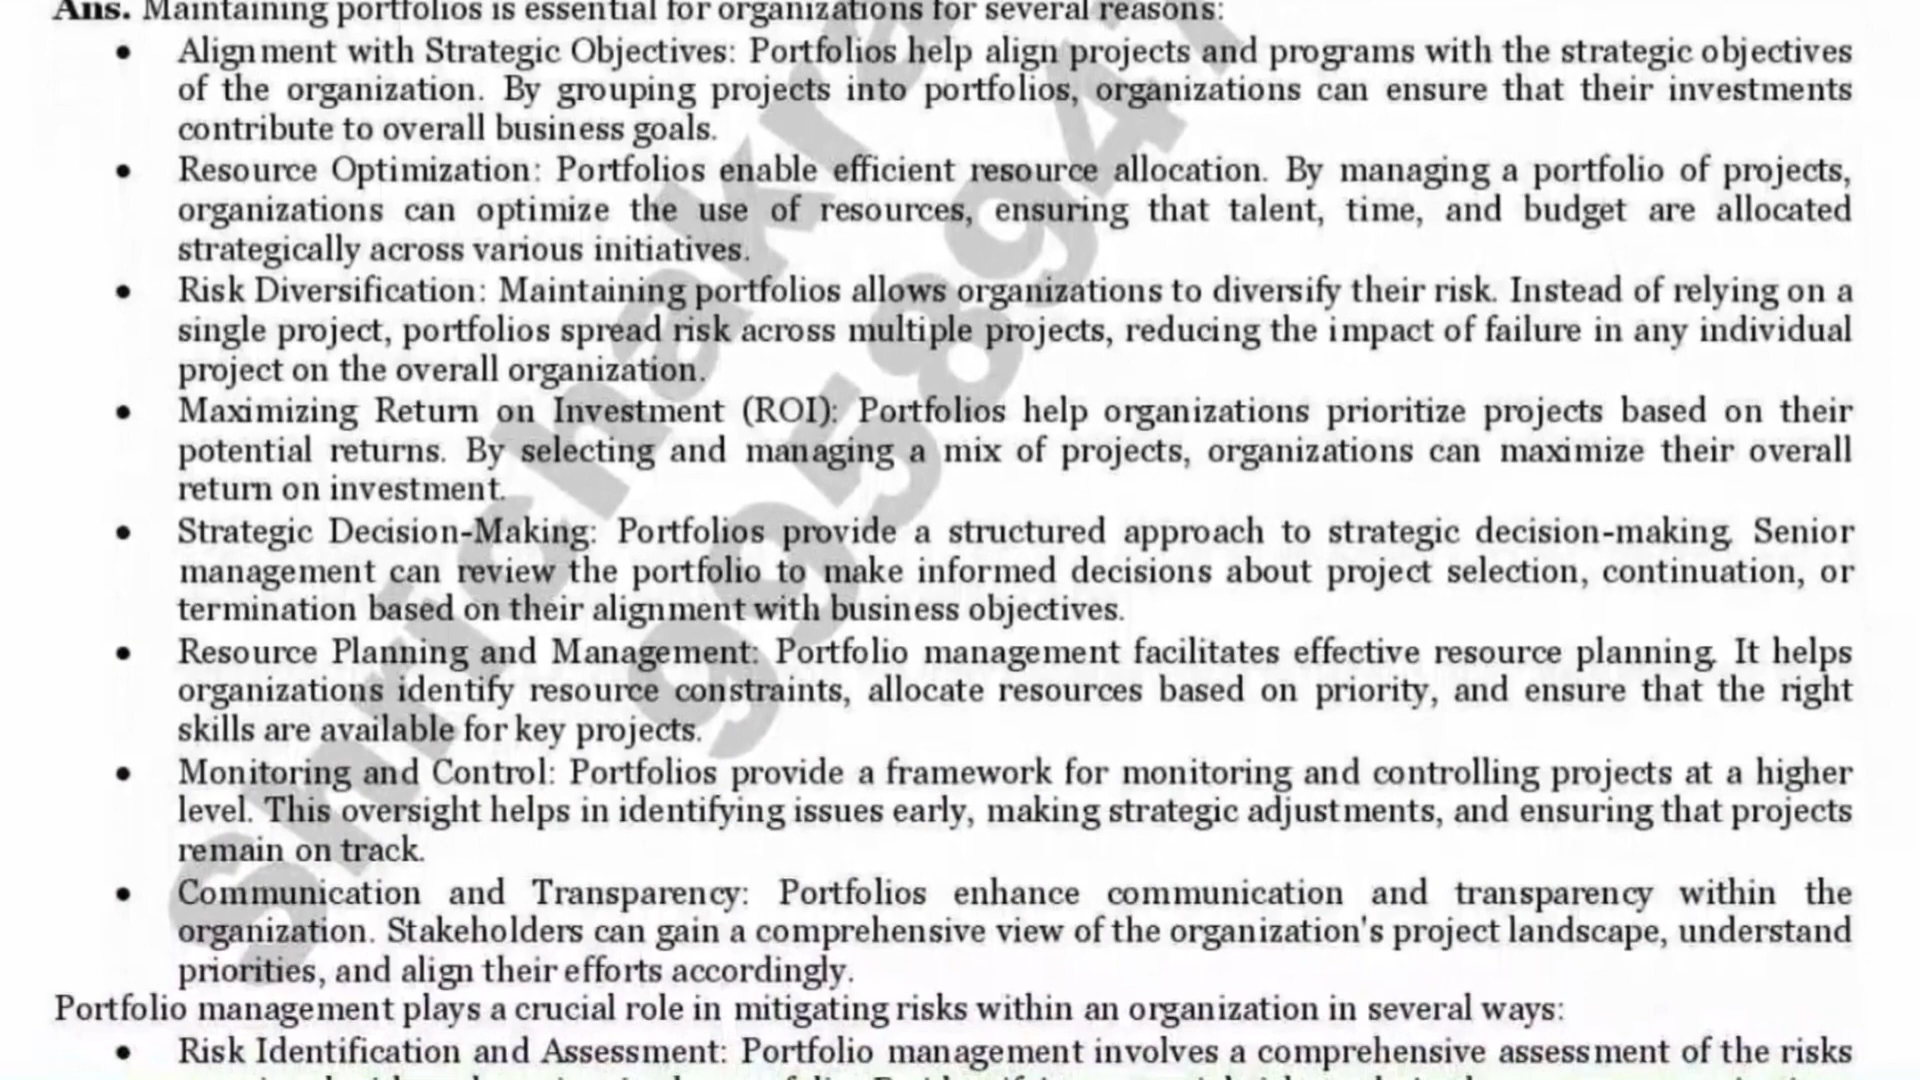 Ans. Maintaining portfolios is essential for organizations for several reasons:
• Alignment with Strategic Objectives: Portfolios help align projects and programs with the strategic objectives
of the organization. By grouping projects into portfolios, organizations can ensure that their investments
contribute to overall business goals.
• Resource Optimization: Portfolios enable efficient resource allocation. By managing a portfolio of projects,
organizations can optimize the use of resources, ensuring that talent, time, and budget are allocated
strategically across various initiatives.
• Risk Diversification: Maintaining portfolios allows organizations to diversify their risk. Instead of relying on a
single project, portfolios spread risk across multiple projects, reducing the impact of failure in any individual
project on the overall organization.
• Maximizing Return on Investment (ROI): Portfolios help organizations prioritize projects based on their
potential returns. By selecting and managing a mix of projects, organizations can maximize their overall
return on investment.
• Strategic Decision-Making: Portfolios provide a structured approach to strategic decision-making. Senior
management can review the portfolio to make informed decisions about project selection, continuation, or
termination based on their alignment with business objectives.
• Resource Planning and Management: Portfolio management facilitates effective resource planning. It helps
organizations identify resource constraints, allocate resources based on priority, and ensure that the right
skills are available for key projects.
• Monitoring and Control: Portfolios provide a framework for monitoring and controlling projects at a higher
level. This oversight helps in identifying issues early, making strategic adjustments, and ensuring that projects
remain on track.
• Communication and Transparency: Portfolios enhance communication and transparency within the
organization. Stakeholders can gain a comprehensive view of the organization's project landscape, understand
priorities, and align their efforts accordingly.
Portfolio management plays a crucial role in mitigating risks within an organization in several ways:
• Risk Identification and Assessment: Portfolio management involves a comprehensive assessment of the risks
Shrichakra
9958947